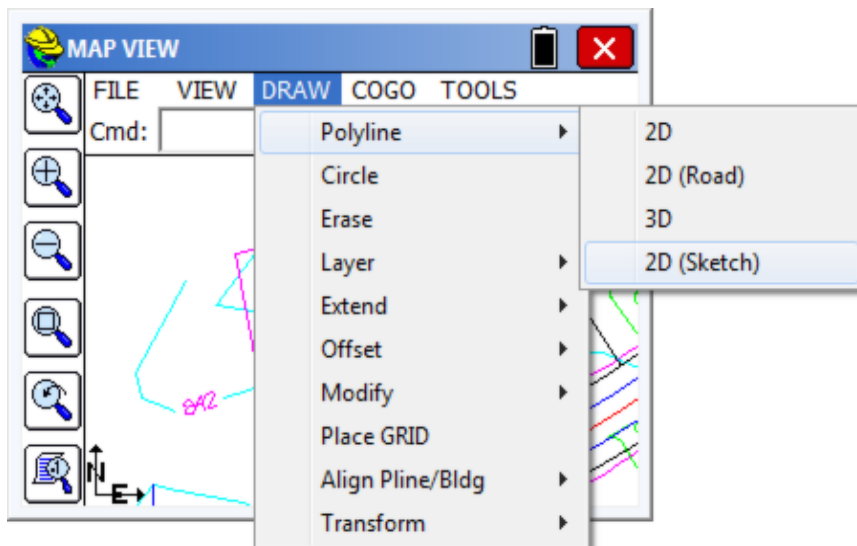 MAP VIEW
FILE VIEW DRAW COGO TOOLS
Cmd:
Polyline
2D
Circle
2D (Road)
Erase
3D
Layer
2D (Sketch)
Extend
Offset
Modify
842
Place GRID
Align Pline/Bldg
N
E
Transform